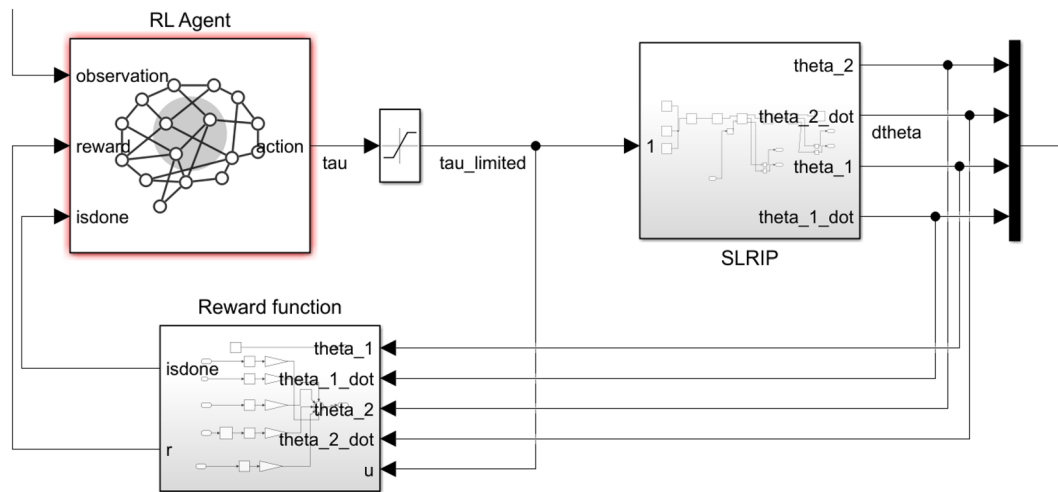 RL Agent
observation
reward
action
isdone
tau
tau_limited
1
theta_2
theta_2_dot
dtheta
theta_1
theta_1_dot
SLRIP
Reward function
isdone
r
theta_1
theta_1_dot
theta_2
theta_2_dot
u